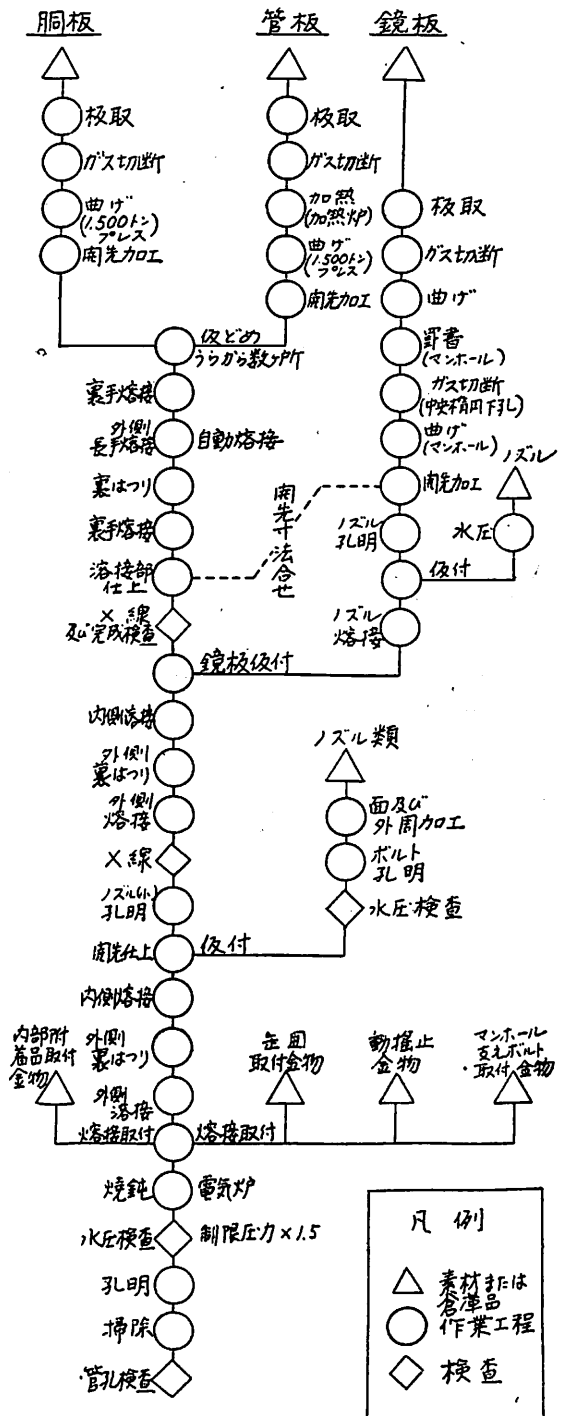 胴板
管板
鏡板
板取
ガス切断
曲げ
(1.500トン)
プレス
開先加工
板取
ガス切断
加熱
(加熱炉)
曲げ
(1.500トン)
プレス
開先加工
板取
ガス切断
曲げ
罫書
(マンホール)
ガス切断
(中央楕円下孔)
曲げ
(マンホール)
開先加工
ノズル
孔明
ノズル
水圧
仮付
ノズル
熔接
仮どめ
うらから数ヶ所
裏手熔接
外側
長手熔接
自動熔接
裏はつり
裏手熔接
溶接部
仕上
開先寸法合せ
X線
及び完成検査
鏡板仮付
内側熔接
外側
裏はつり
外側
熔接
X線
ノズル(小)
孔明
開先仕上
仮付
ノズル類
面及び
外周加工
ボルト
孔明
水圧検査
内側熔接
外側
裏はつり
外側
溶接
内部附
着品取付
金物
缶囲
取付金物
動揺止
金物
マンホール
支えボルト
取付金物
熔接取付
熔接取付
焼鈍
電気炉
水圧検査
制限圧力×1.5
孔明
掃除
管孔検査
凡例
素材または
倉庫品
作業工程
検査